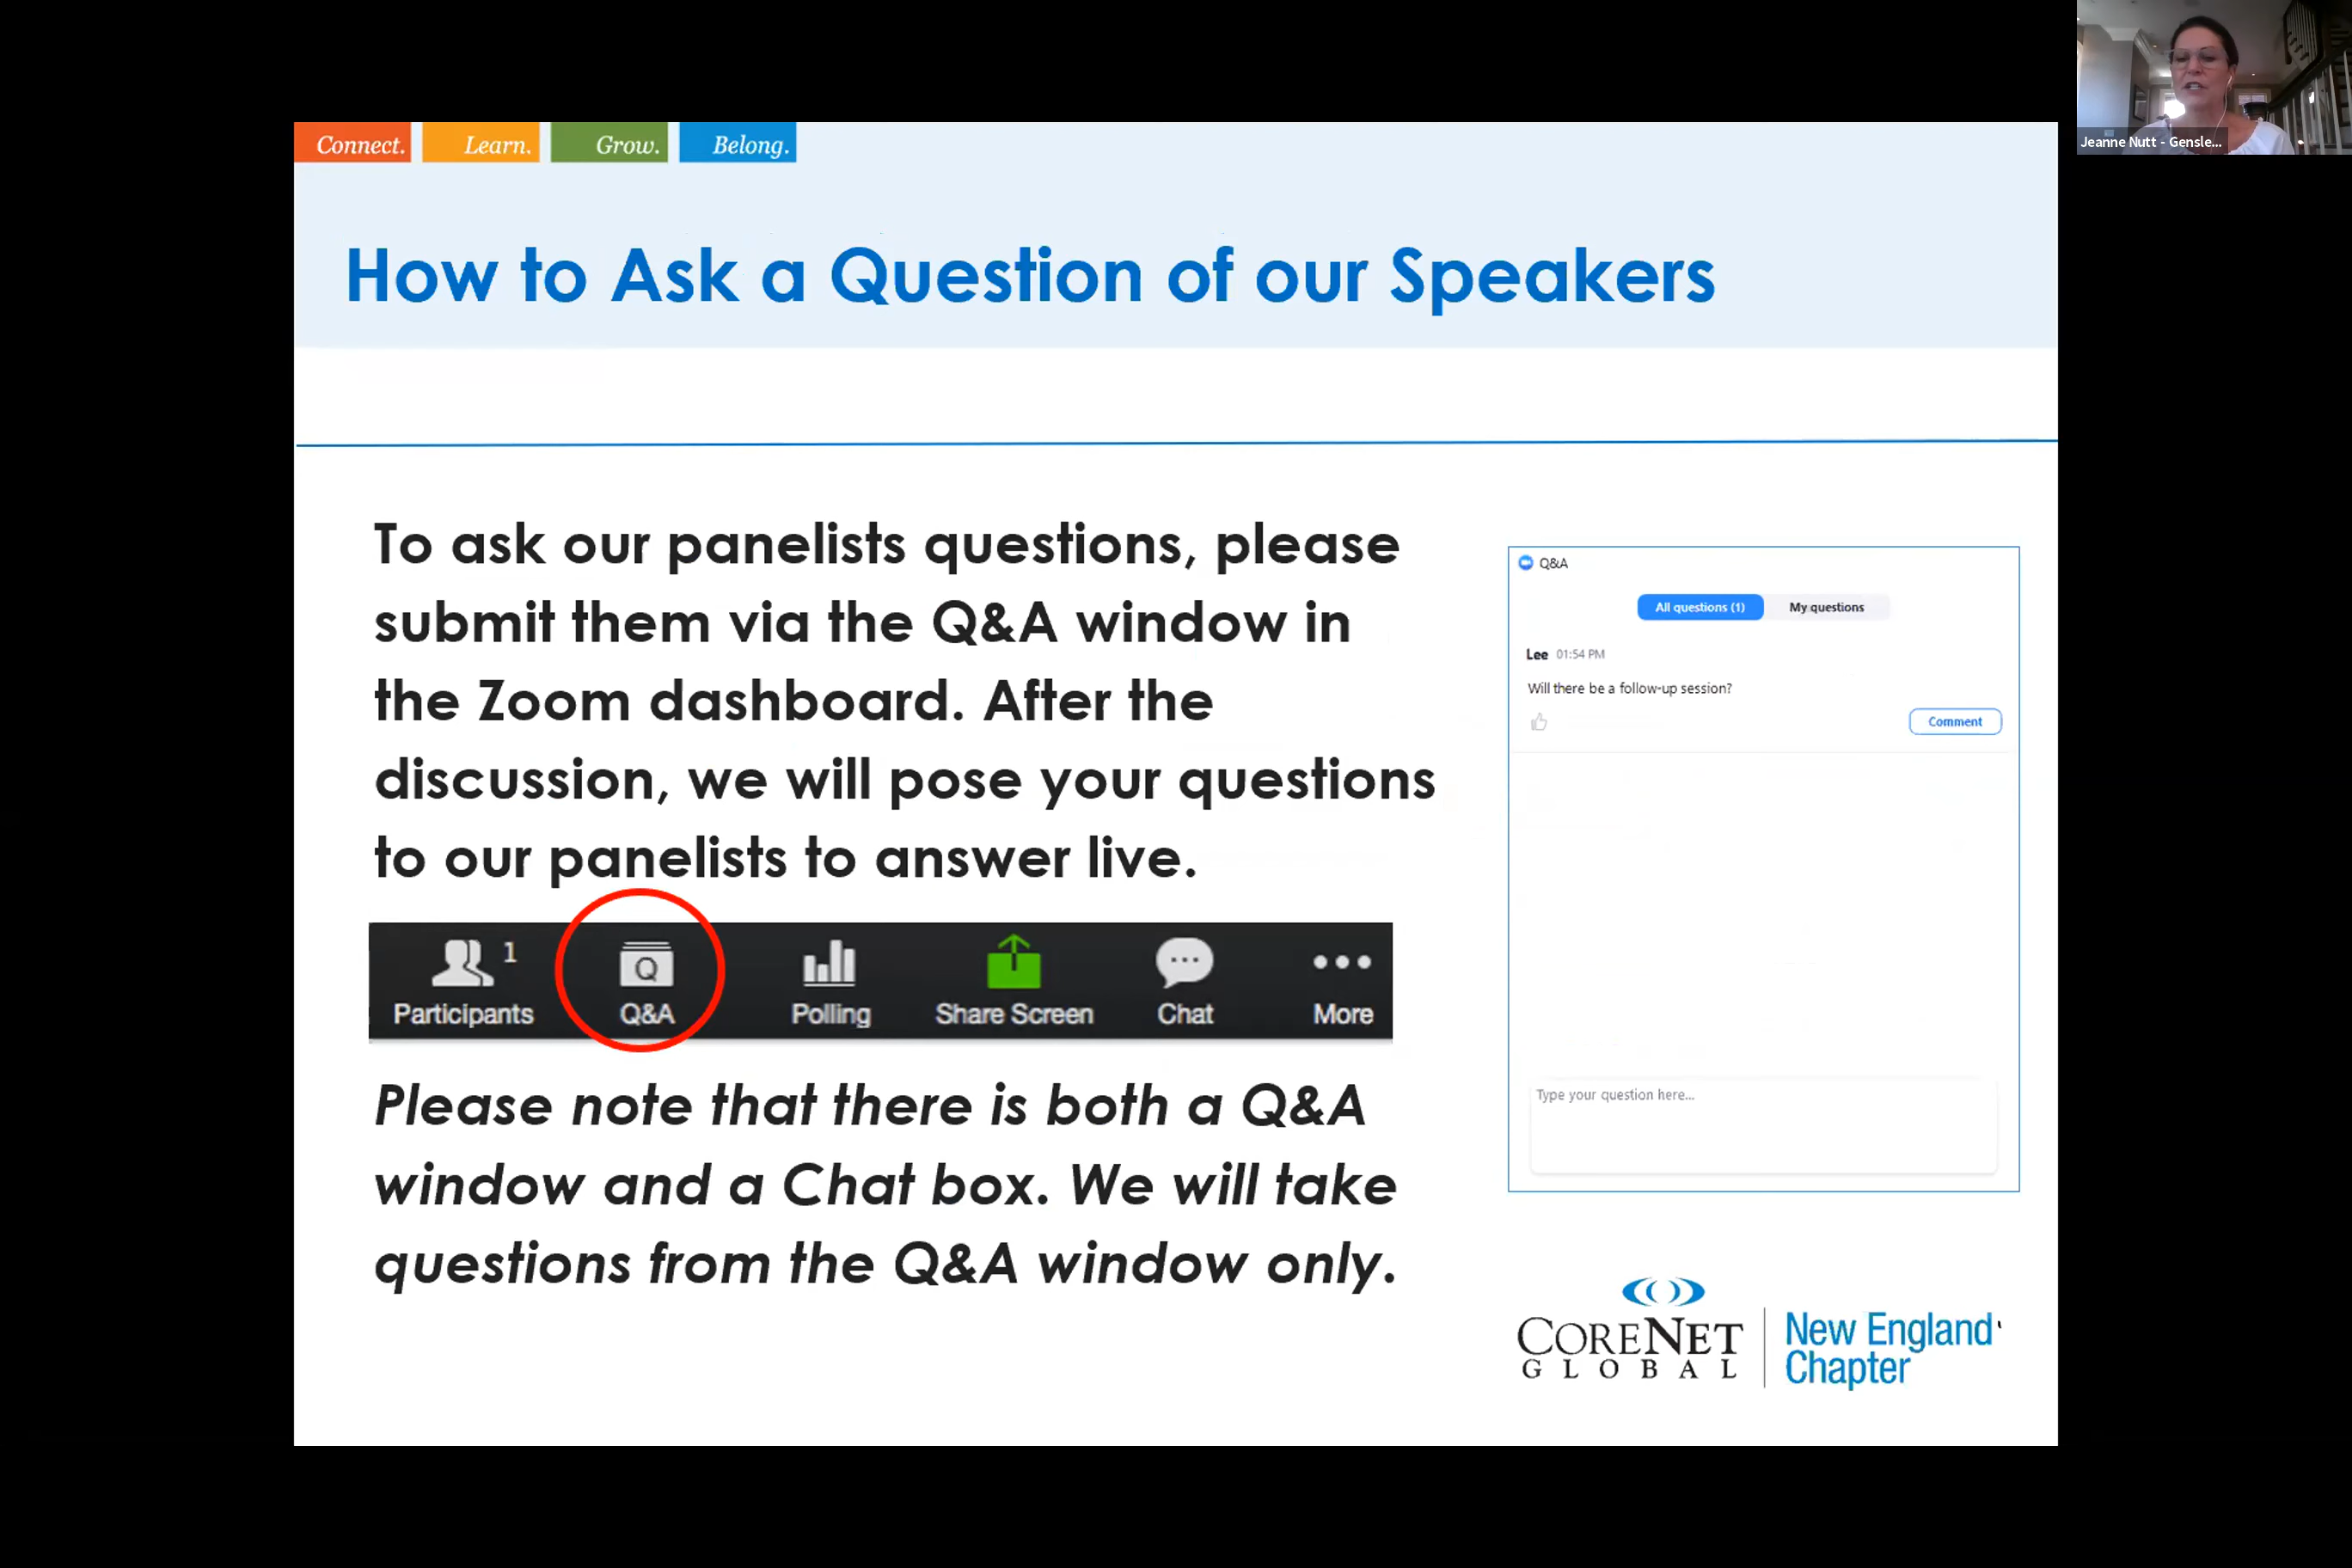 Connect. Learn. Grow. Belong.
Jeanne Nutt - Gensle...
How to Ask a Question of our Speakers
To ask our panelists questions, please
submit them via the Q&A window in
the Zoom dashboard. After the
discussion, we will pose your questions
to our panelists to answer live.
Q&A
All questions (1) My questions
Lee 01:54 PM
Will there be a follow-up session?
Comment
Type your question here...
1
Q
Participants Q&A Polling Share Screen Chat More
Please note that there is both a Q&A
window and a Chat box. We will take
questions from the Q&A window only.
CORENET
GLOBAL
New England
Chapter